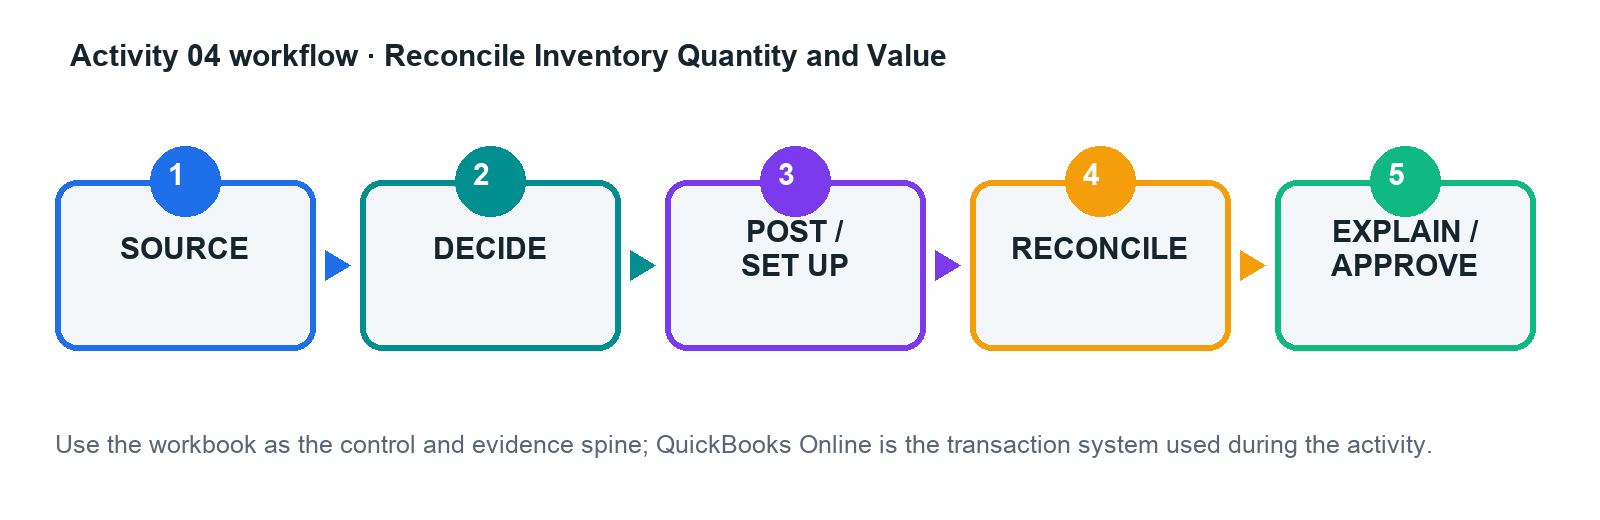 Activity 04 workflow · Reconcile Inventory Quantity and Value
1
SOURCE
2
DECIDE
3
POST /
SET UP
4
RECONCILE
5
EXPLAIN /
APPROVE
Use the workbook as the control and evidence spine; QuickBooks Online is the transaction system used during the activity.